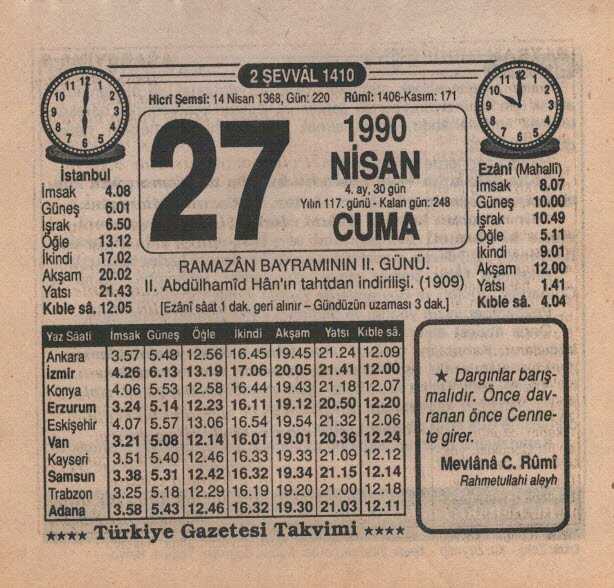 2 ŞEVVÂL 1410
Hicrî Şemsî: 14 Nisan 1368, Gün: 220 Rûmî: 1406-Kasım: 171
27
1990
NİSAN
4. ay, 30 gün
Yılın 117. günü - Kalan gün: 248
CUMA
İstanbul
İmsak 4.08
Güneş 6.01
İşrak 6.50
Öğle 13.12
İkindi 17.02
Akşam 20.02
Yatsı 21.43
Kıble sâ. 12.05
Ezânî (Mahallî)
İmsak 8.07
Güneş 10.00
İşrak 10.49
Öğle 5.11
İkindi 9.01
Akşam 12.00
Yatsı 1.41
Kıble sâ. 4.04
RAMAZÂN BAYRAMININ II. GÜNÜ.
II. Abdülhamîd Hân'ın tahtdan indirilişi. (1909)
[Ezânî sâat 1 dak. geri alınır – Gündüzün uzaması 3 dak.]
Yaz Sâati İmsak Güneş Öğle İkindi Akşam Yatsı Kıble sâ.
Ankara 3.57 5.48 12.56 16.45 19.45 21.24 12.09
İzmir 4.26 6.13 13.19 17.06 20.05 21.41 12.00
Konya 4.06 5.53 12.58 16.44 19.43 21.18 12.07
Erzurum 3.24 5.14 12.23 16.11 19.12 20.50 12.20
Eskişehir 4.07 5.57 13.06 16.54 19.54 21.32 12.06
Van 3.21 5.08 12.14 16.01 19.01 20.36 12.24
Kayseri 3.51 5.40 12.46 16.33 19.33 21.09 12.12
Samsun 3.38 5.31 12.42 16.32 19.34 21.15 12.14
Trabzon 3.25 5.18 12.29 16.19 19.20 21.00 12.18
Adana 3.58 5.43 12.46 16.32 19.30 21.03 12.11
★ Dargınlar barış-
malıdır. Önce dav-
ranan önce Cenne-
te girer.
Mevlânâ C. Rûmî
Rahmetullahi aleyh
★★★★ Türkiye Gazetesi Takvimi ★★★★